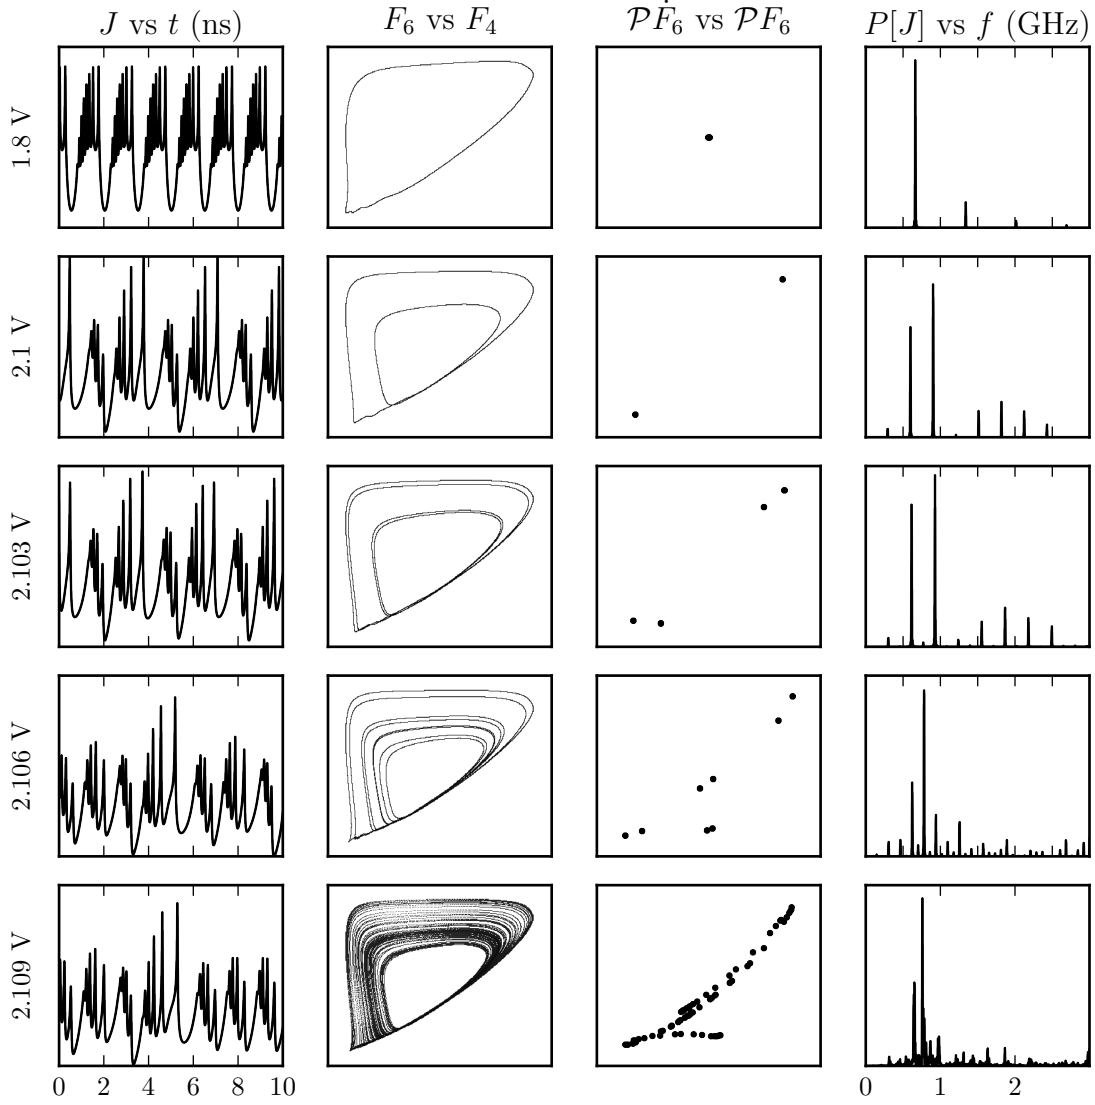 J vs t (ns)
F₆ vs F₄
𝒫Ḟ₆ vs 𝒫F₆
P[J] vs f (GHz)
1.8 V
2.1 V
2.103 V
2.106 V
2.109 V
0 2 4 6 8 10
0 1 2